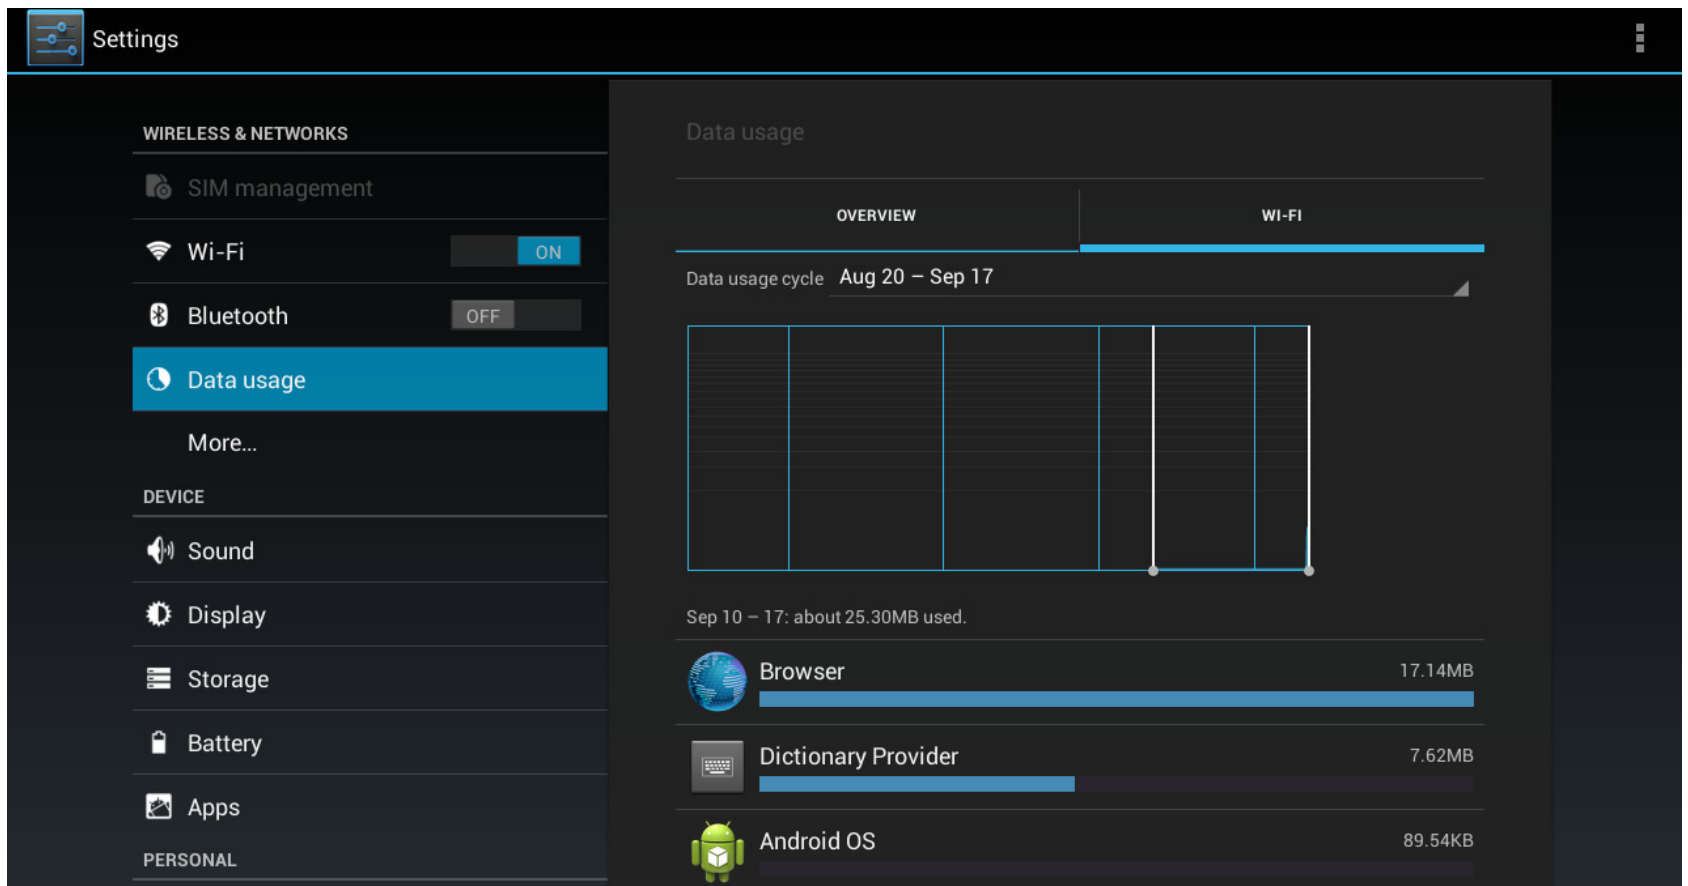 Settings
WIRELESS & NETWORKS
SIM management
Wi-Fi
ON
Bluetooth
OFF
Data usage
More...
DEVICE
Sound
Display
Storage
Battery
Apps
PERSONAL
Data usage
OVERVIEW
WI-FI
Data usage cycle Aug 20 – Sep 17
Sep 10 – 17: about 25.30MB used.
Browser
17.14MB
Dictionary Provider
7.62MB
Android OS
89.54KB